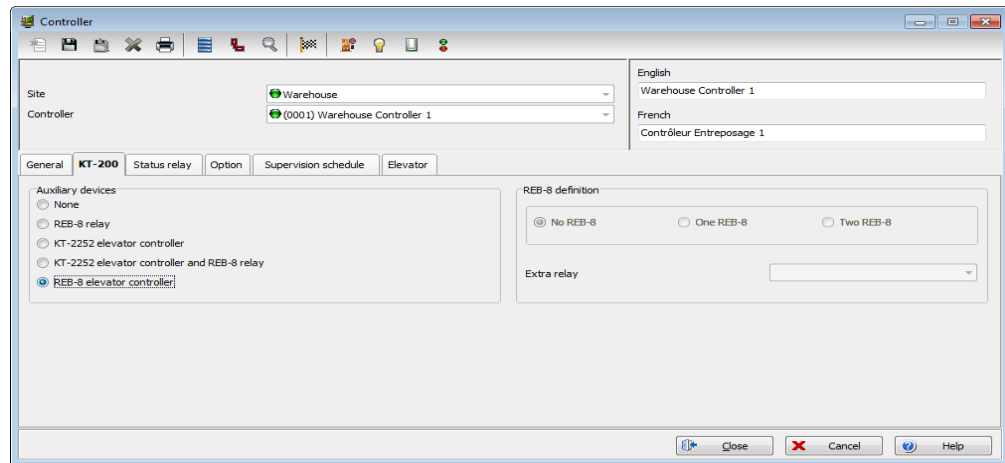 Controller
English
Site
Warehouse
Warehouse Controller 1
Controller
(0001) Warehouse Controller 1
French
Contrôleur Entreposage 1
General KT-200 Status relay Option Supervision schedule Elevator
Auxiliary devices
REB-8 definition
None
No REB-8 One REB-8 Two REB-8
REB-8 relay
KT-2252 elevator controller
KT-2252 elevator controller and REB-8 relay
Extra relay
REB-8 elevator controller
Close Cancel Help